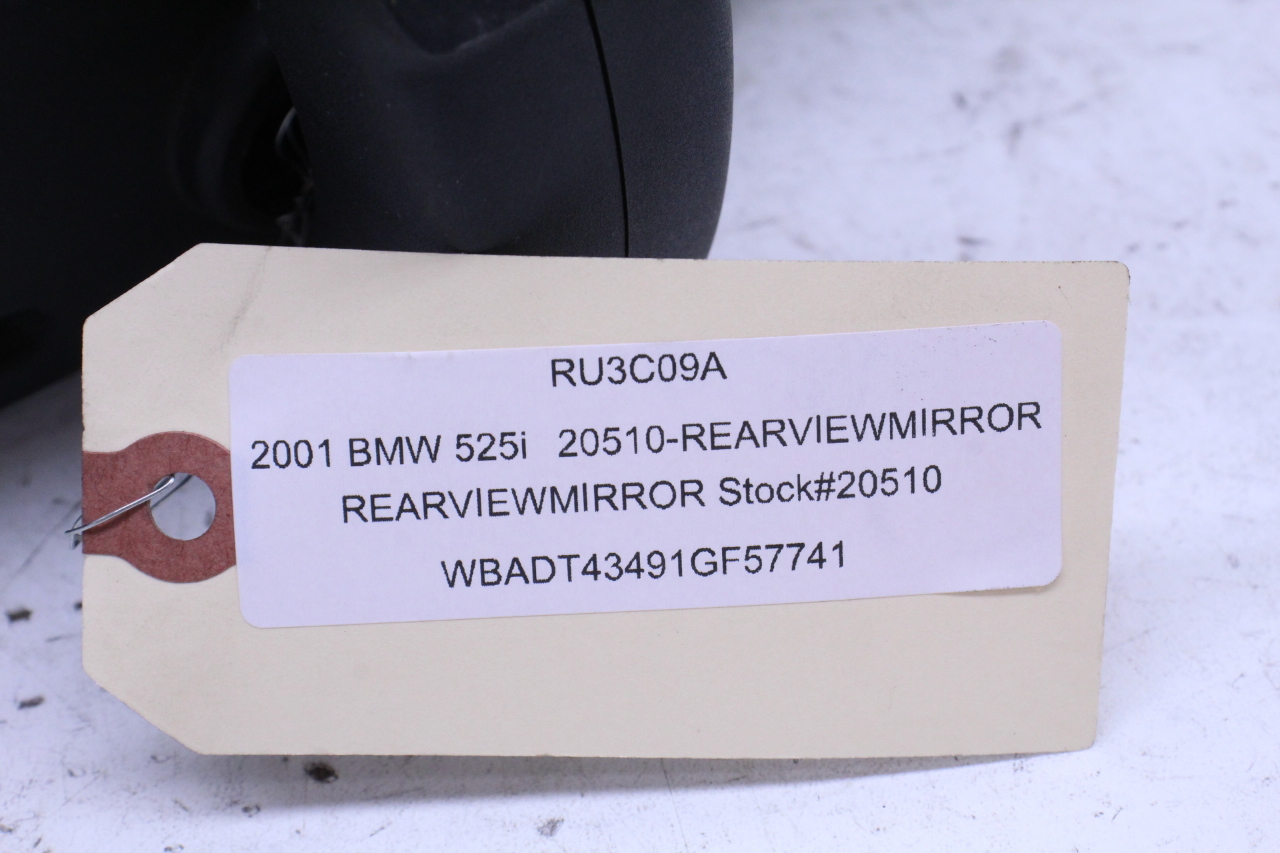 RU3C09A
2001 BMW 525i 20510-REARVIEWMIRROR
REARVIEWMIRROR Stock#20510
WBADT43491GF57741